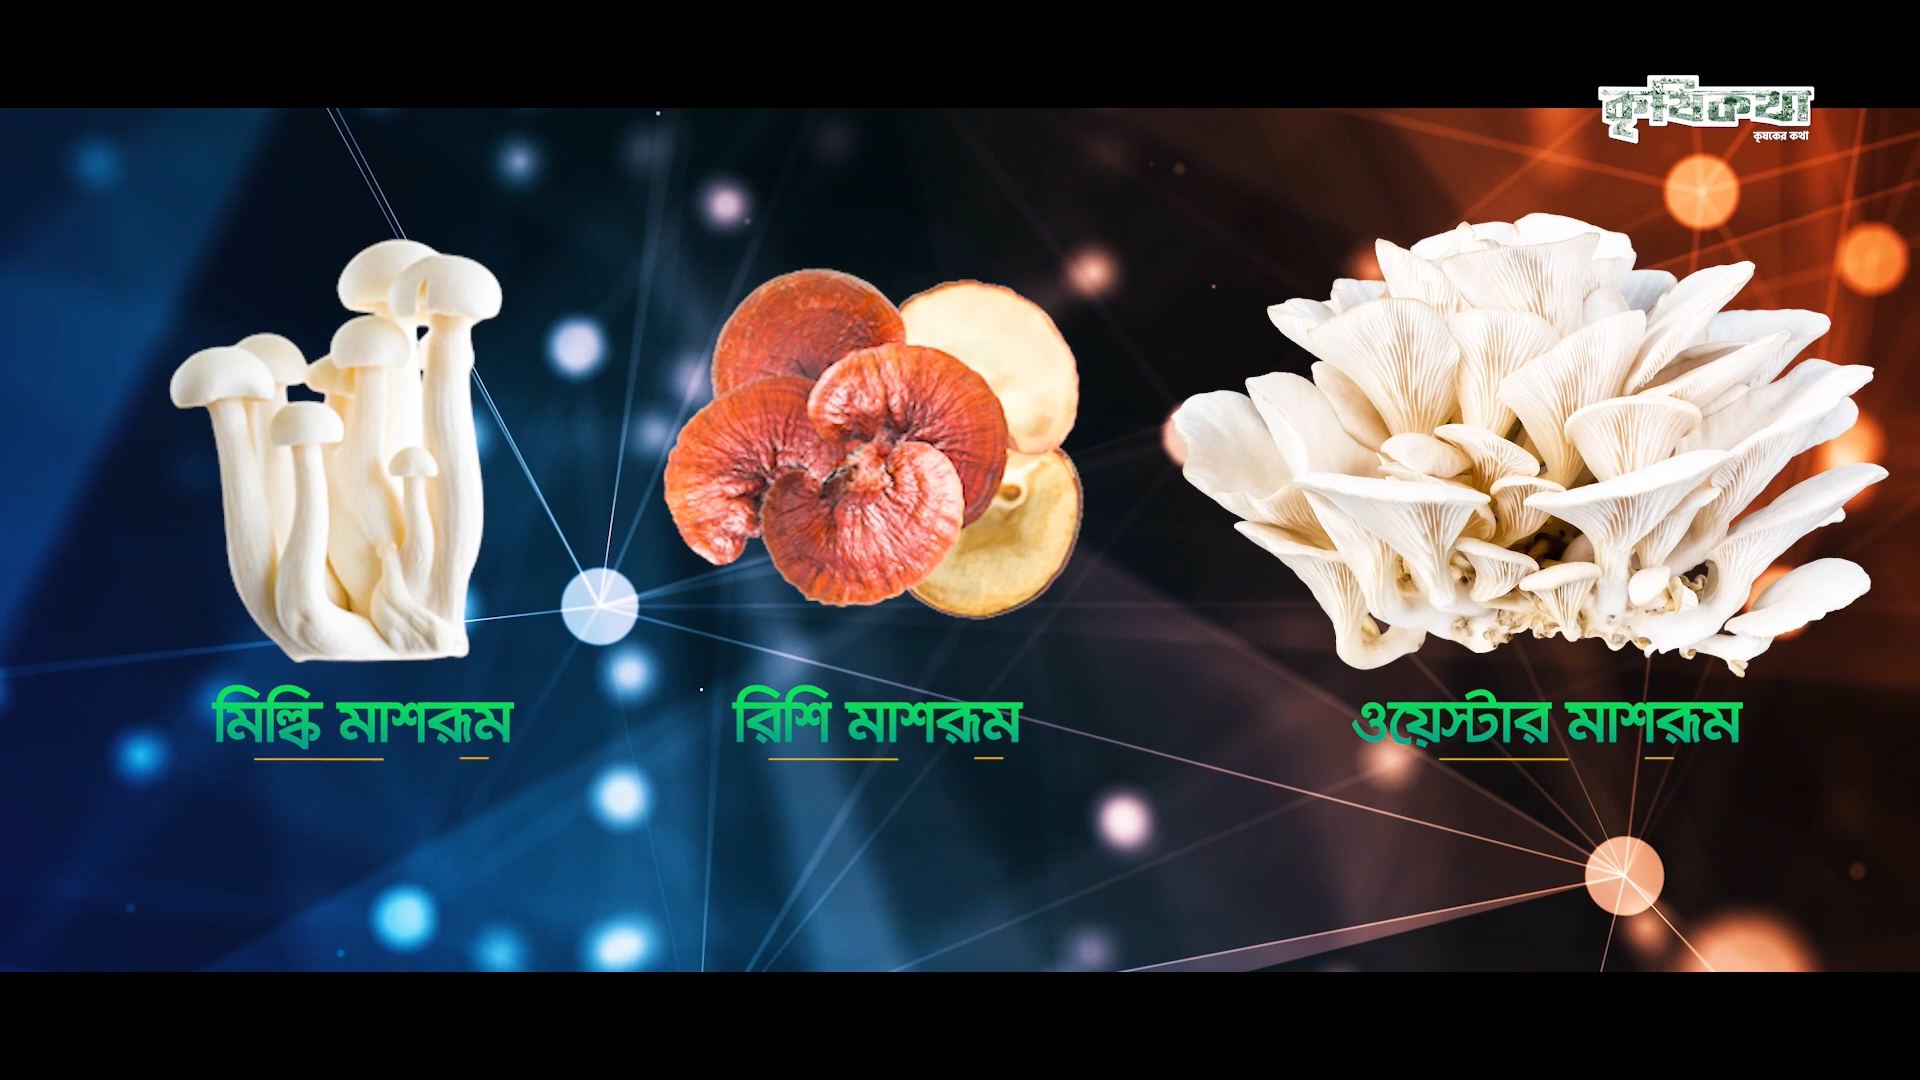 কৃষিকথা
কৃষকের কথা
মিল্কি মাশরূম
রিশি মাশরূম
ওয়েস্টার মাশরূম